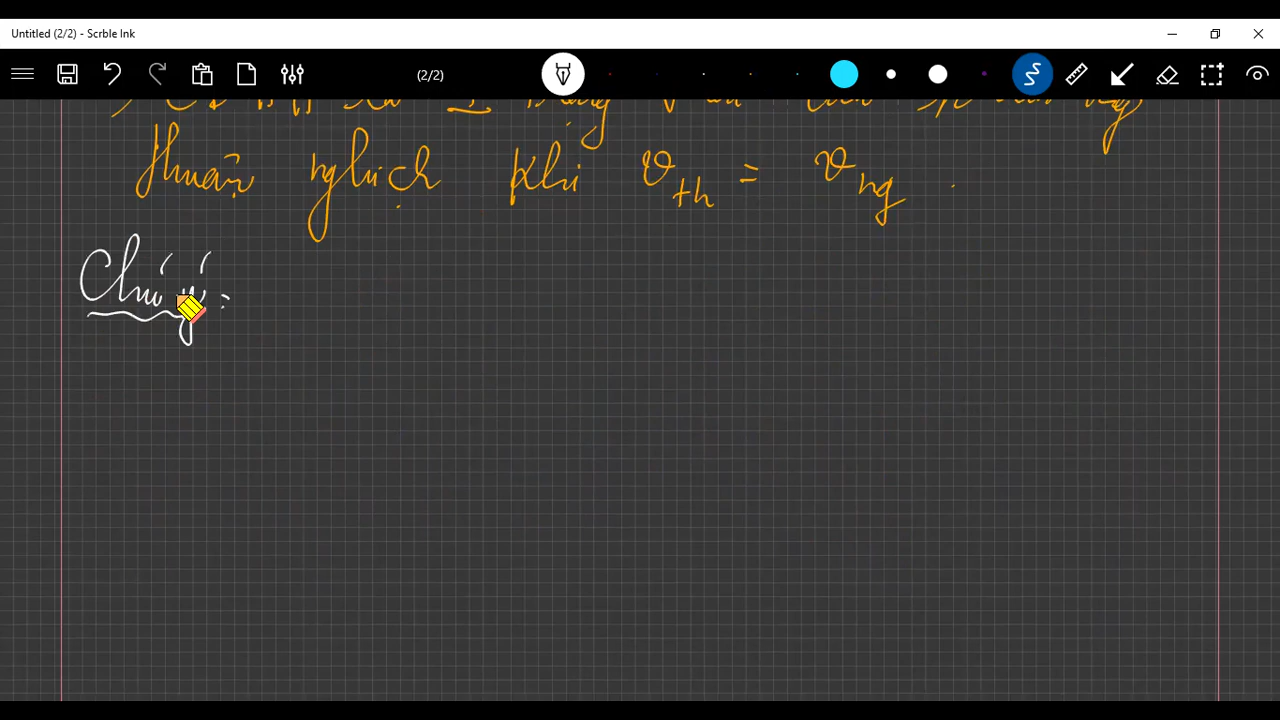 Untitled (2/2) - Scrble Ink
(2/2)
thuận nghịch khi v_th = v_ng .
Chú ý :